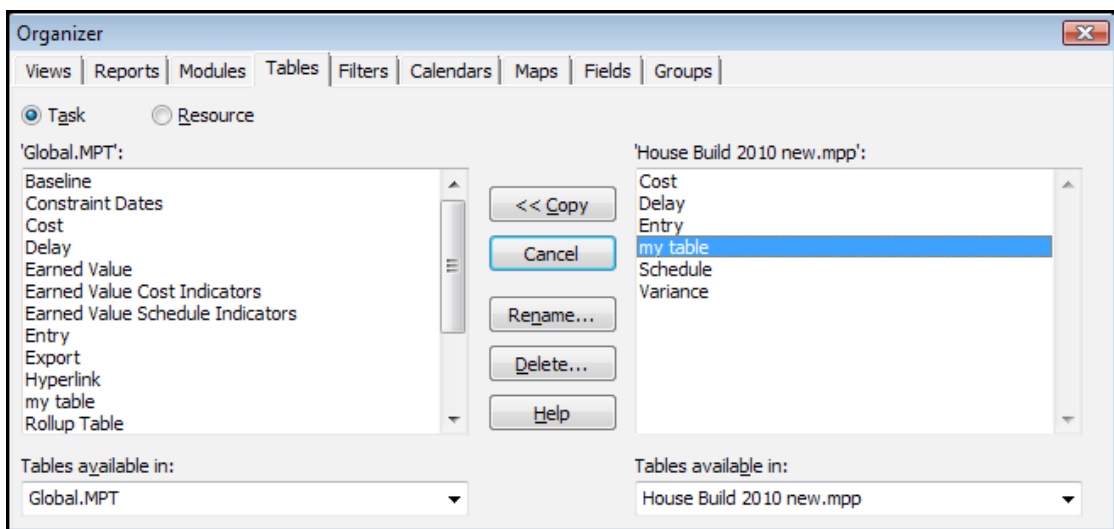 Organizer
Views Reports Modules Tables Filters Calendars Maps Fields Groups
Task Resource
'Global.MPT':
Baseline
Constraint Dates
Cost
Delay
Earned Value
Earned Value Cost Indicators
Earned Value Schedule Indicators
Entry
Export
Hyperlink
my table
Rollup Table
<< Copy
Cancel
Rename...
Delete...
Help
'House Build 2010 new.mpp':
Cost
Delay
Entry
my table
Schedule
Variance
Tables available in:
Global.MPT
Tables available in:
House Build 2010 new.mpp